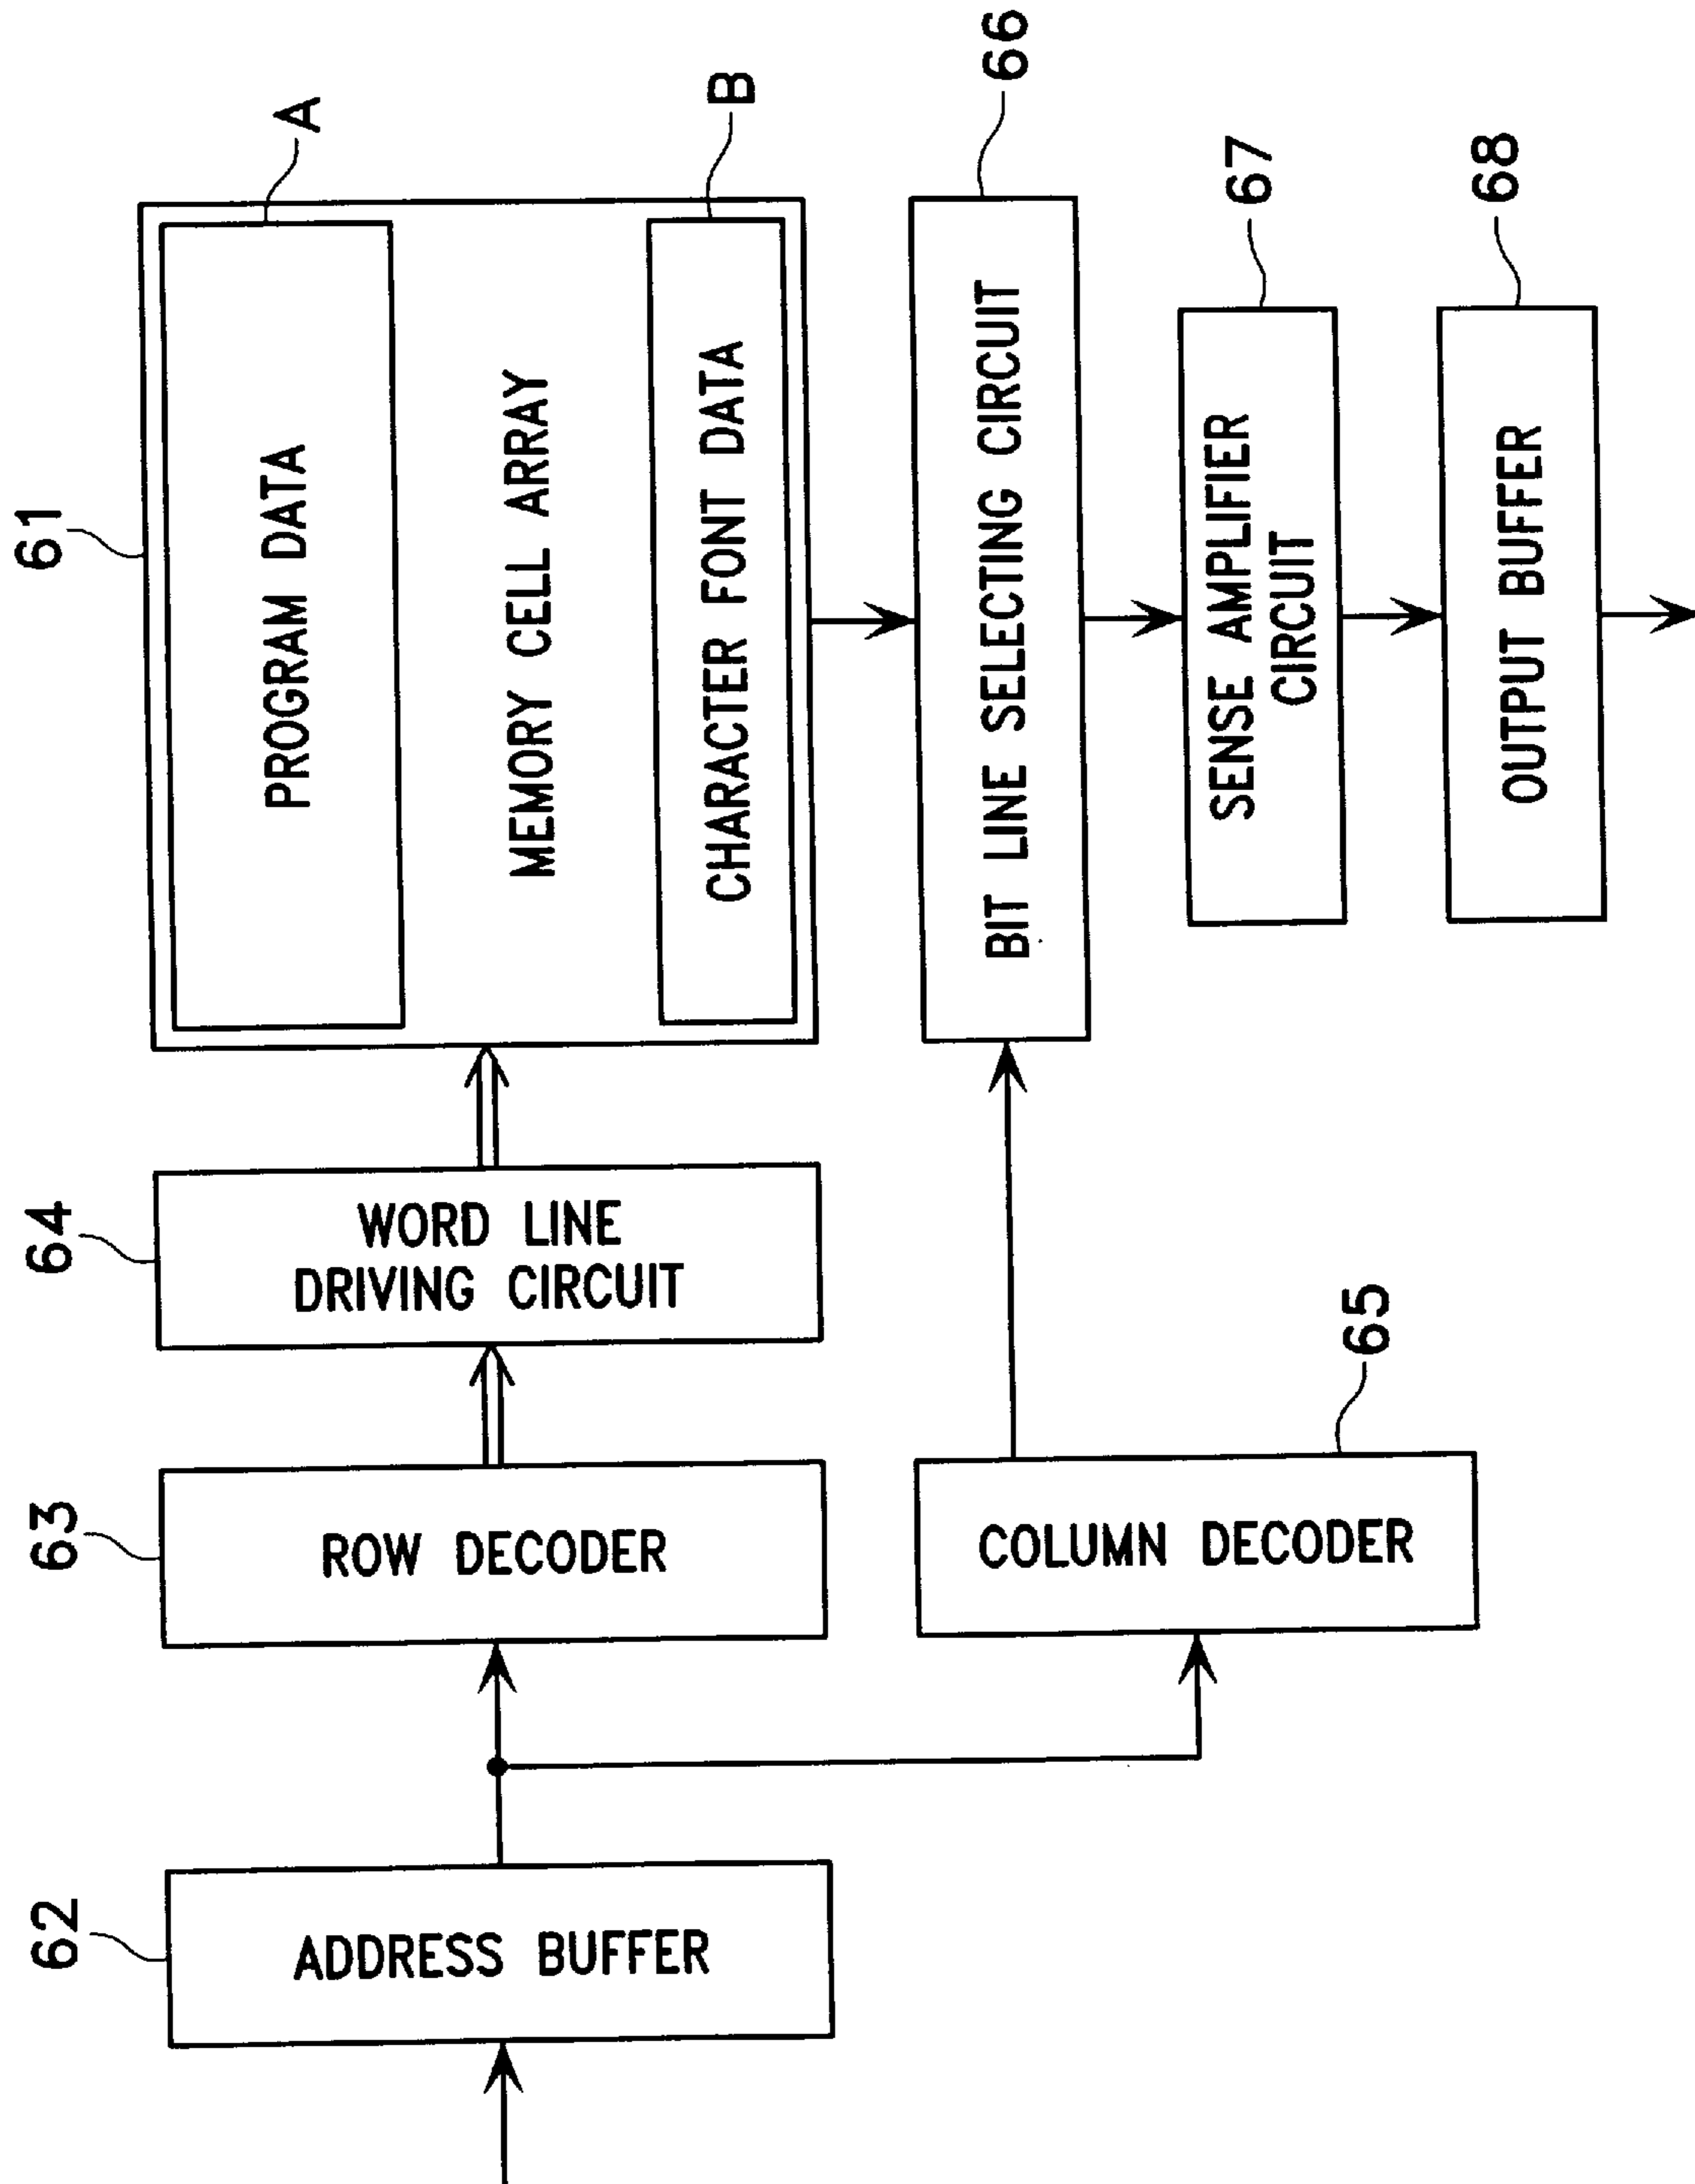 61
A
PROGRAM DATA
MEMORY CELL ARRAY
B
CHARACTER FONT DATA
62
ADDRESS BUFFER
63
ROW DECODER
64
WORD LINE
DRIVING CIRCUIT
65
COLUMN DECODER
66
BIT LINE SELECTING CIRCUIT
67
SENSE AMPLIFIER
CIRCUIT
68
OUTPUT BUFFER